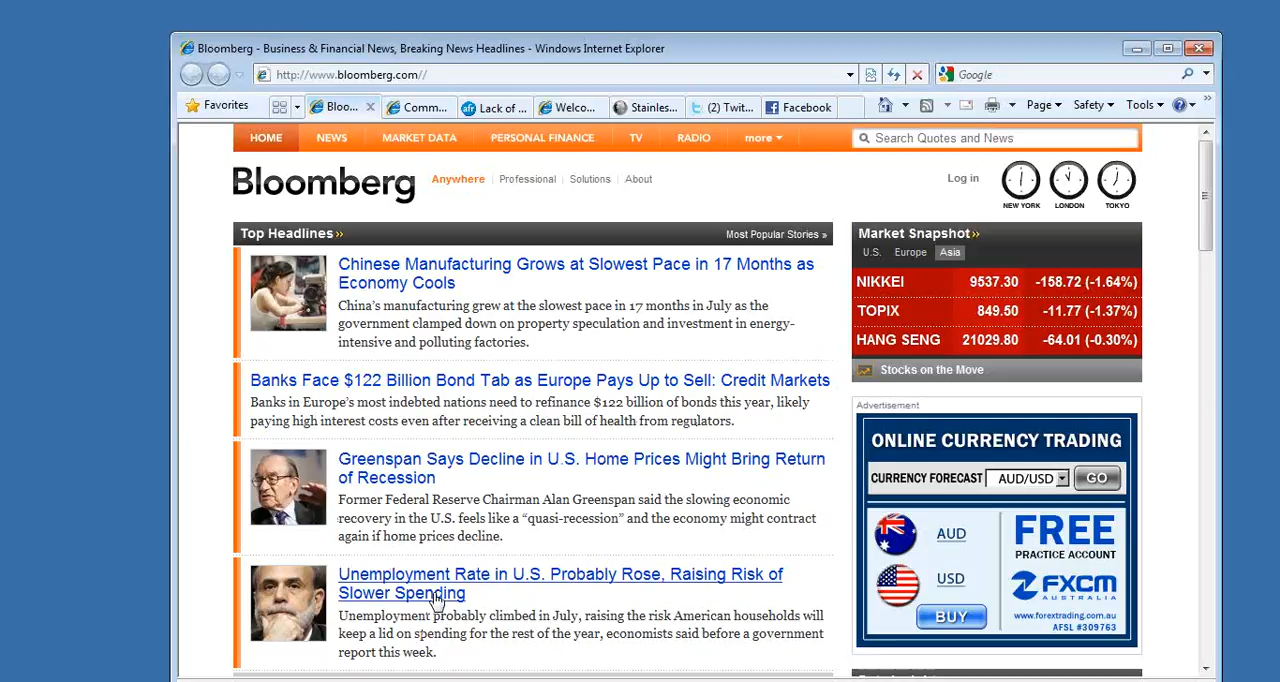 Bloomberg - Business & Financial News, Breaking News Headlines - Windows Internet Explorer
http://www.bloomberg.com//
Google
Favorites
Bloo...
Comm...
Lack of ...
Welco...
Stainles...
(2) Twit...
Facebook
Page
Safety
Tools
HOME
NEWS
MARKET DATA
PERSONAL FINANCE
TV
RADIO
more
Search Quotes and News
Bloomberg
Anywhere | Professional | Solutions | About
Log in
NEW YORK
LONDON
TOKYO
Top Headlines »
Most Popular Stories »
Chinese Manufacturing Grows at Slowest Pace in 17 Months as
Economy Cools
China's manufacturing grew at the slowest pace in 17 months in July as the
government clamped down on property speculation and investment in energy-
intensive and polluting factories.
Banks Face $122 Billion Bond Tab as Europe Pays Up to Sell: Credit Markets
Banks in Europe's most indebted nations need to refinance $122 billion of bonds this year, likely
paying high interest costs even after receiving a clean bill of health from regulators.
Greenspan Says Decline in U.S. Home Prices Might Bring Return
of Recession
Former Federal Reserve Chairman Alan Greenspan said the slowing economic
recovery in the U.S. feels like a “quasi-recession” and the economy might contract
again if home prices decline.
Unemployment Rate in U.S. Probably Rose, Raising Risk of
Slower Spending
Unemployment probably climbed in July, raising the risk American households will
keep a lid on spending for the rest of the year, economists said before a government
report this week.
Market Snapshot »
U.S. Europe Asia
NIKKEI 9537.30 -158.72 (-1.64%)
TOPIX 849.50 -11.77 (-1.37%)
HANG SENG 21029.80 -64.01 (-0.30%)
Stocks on the Move
Advertisement
ONLINE CURRENCY TRADING
CURRENCY FORECAST AUD/USD GO
AUD
USD
BUY
FREE
PRACTICE ACCOUNT
FXCM
AUSTRALIA
www.forextrading.com.au
AFSL #309763